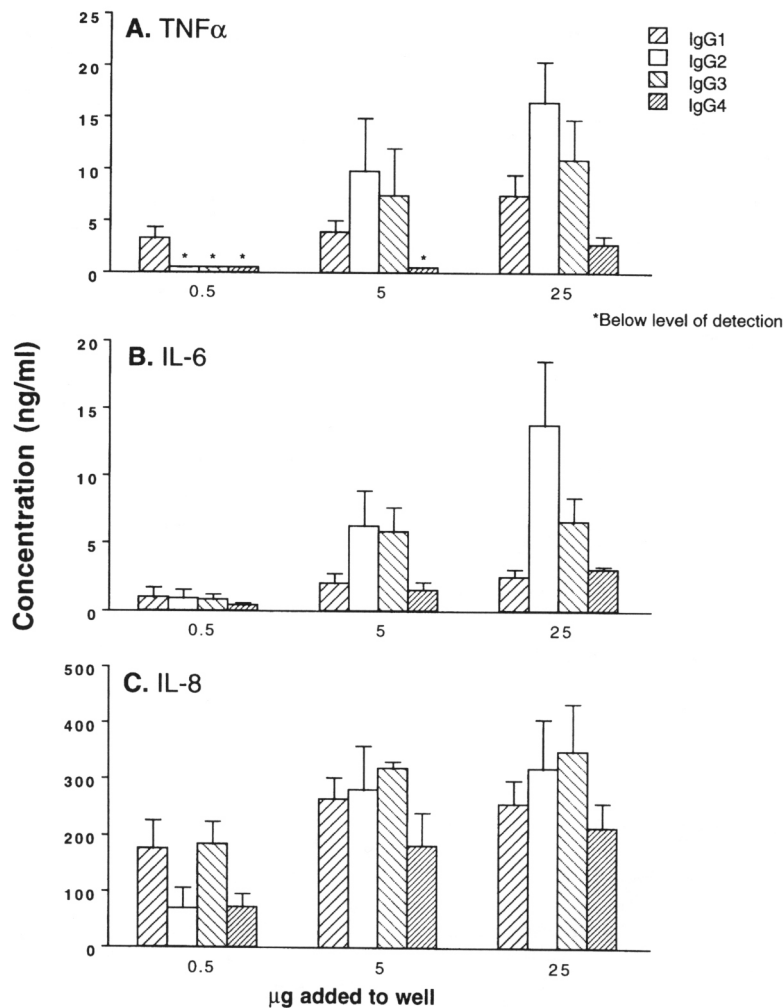 A. TNFα
25
20
15
10
5
0
* * * *
0.5 5 25
IgG1
IgG2
IgG3
IgG4
*Below level of detection
B. IL-6
20
15
10
5
0
0.5 5 25
C. IL-8
500
400
300
200
100
0
0.5 5 25
Concentration (ng/ml)
μg added to well